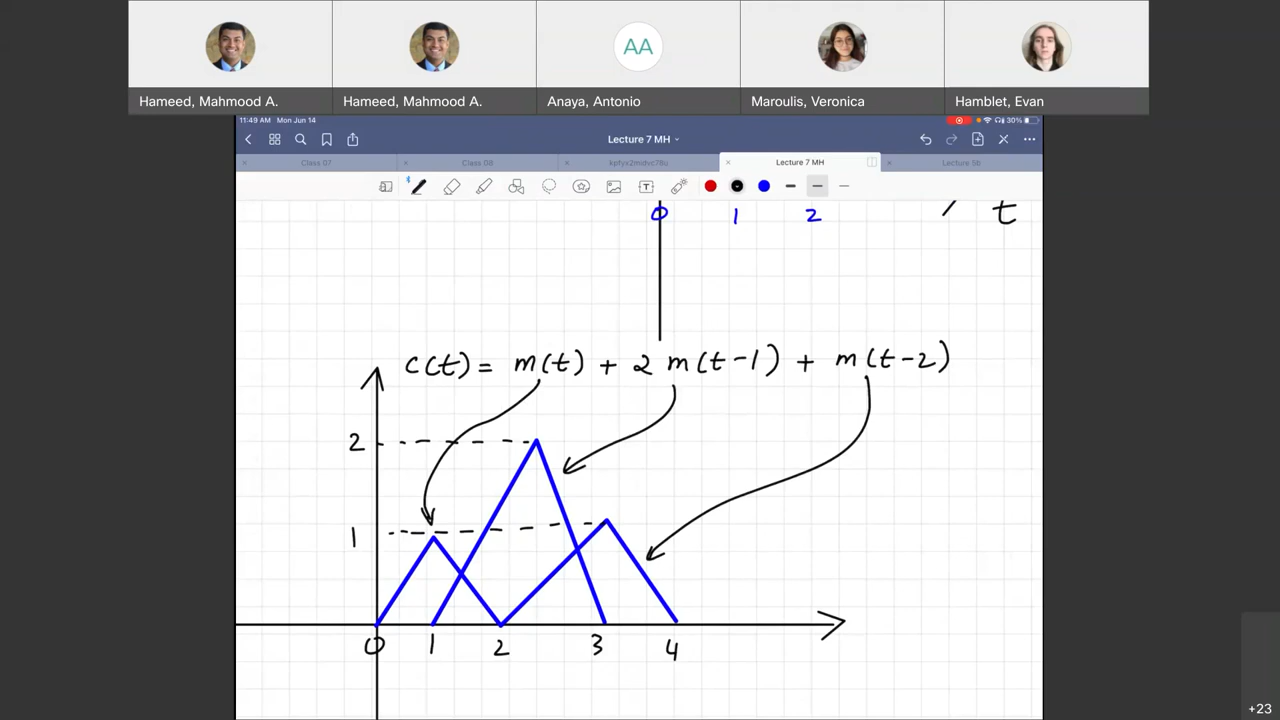 AA
Hameed, Mahmood A. Hameed, Mahmood A. Anaya, Antonio Maroulis, Veronica Hamblet, Evan
11:49 AM Mon Jun 14 30%
Lecture 7 MH
Class 07 Class 08 kpfyx2midvc79u Lecture 7 MH Lecture 5b
T
0 1 2 t
c(t) = m(t) + 2 m(t-1) + m(t-2)
2
1
0 1 2 3 4
+23